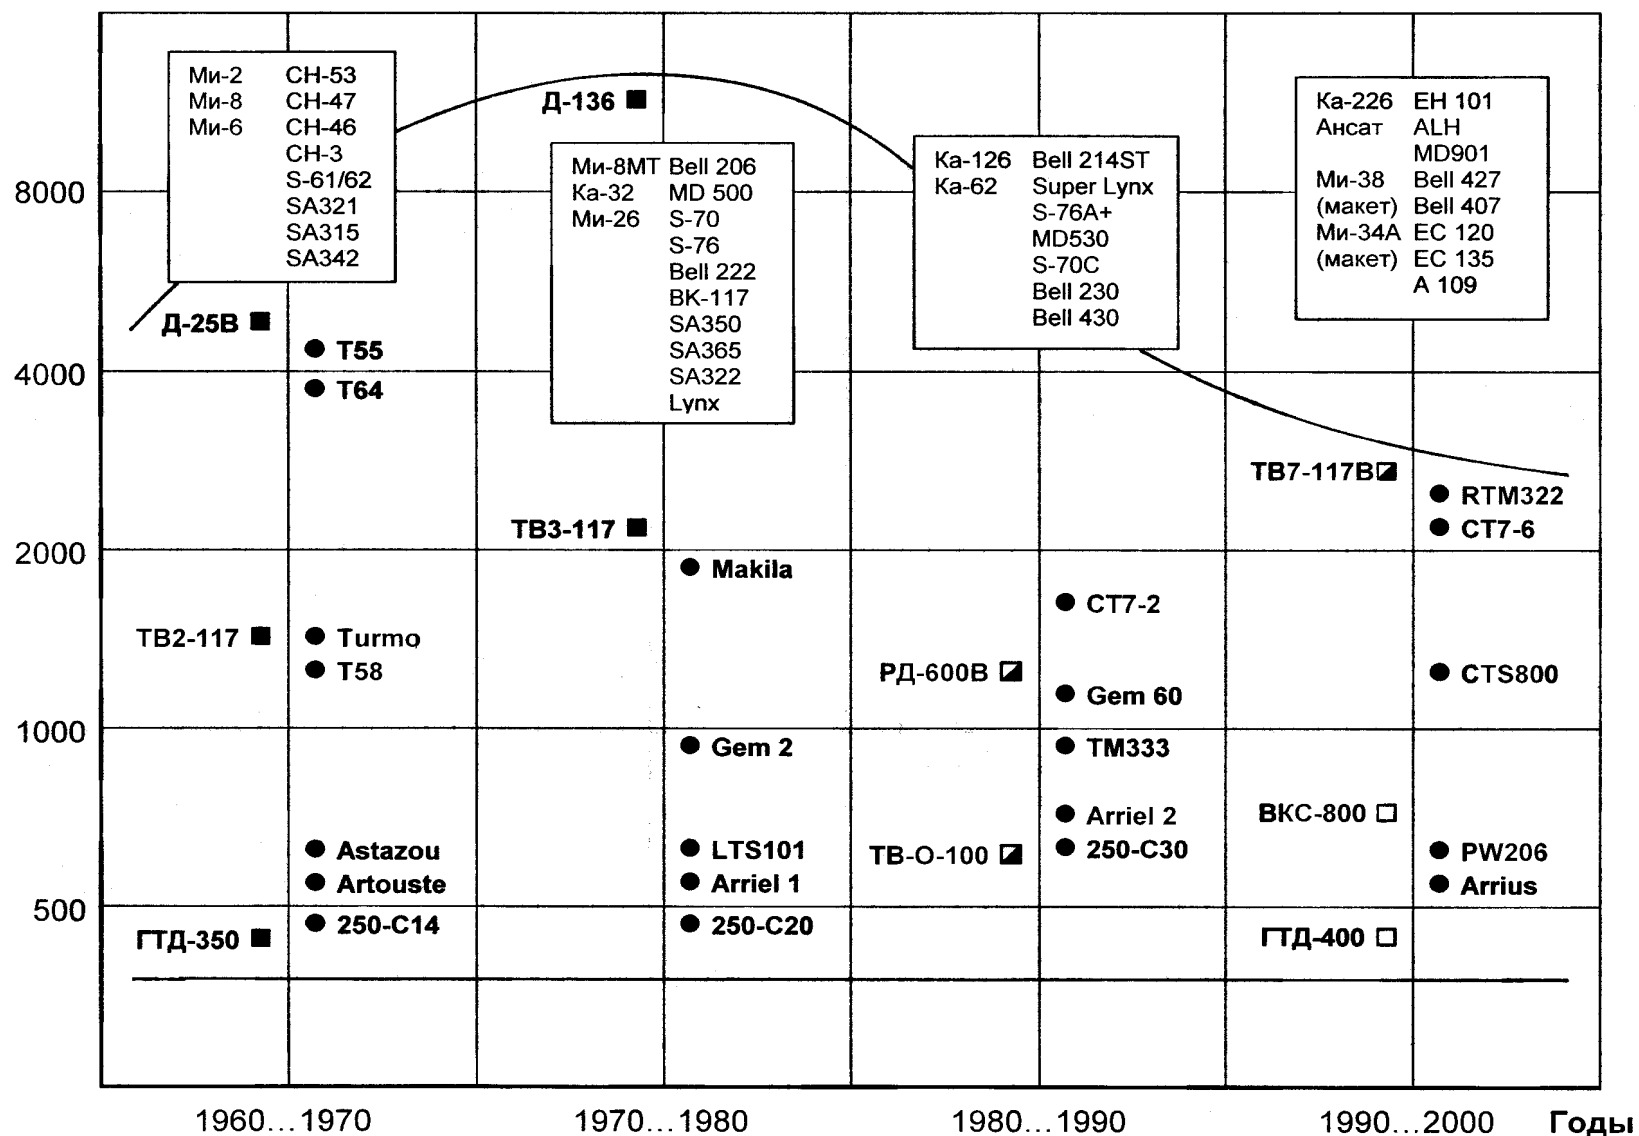 Ми-2 CH-53
Ми-8 CH-47
Ми-6 CH-46
CH-3
S-61/62
SA321
SA315
SA342
Д-136
Ми-8МТ Bell 206
Ка-32 MD 500
Ми-26 S-70
S-76
Bell 222
BK-117
SA350
SA365
SA322
Lynx
Ка-126 Bell 214ST
Ка-62 Super Lynx
S-76A+
MD530
S-70C
Bell 230
Bell 430
Ка-226 EH 101
Ансат ALH
MD901
Ми-38 Bell 427
(макет) Bell 407
Ми-34А EC 120
(макет) EC 135
A 109
8000
4000
2000
1000
500
Д-25В
T55
T64
ТВ2-117
Turmo
T58
Astazou
Artouste
ГТД-350
250-C14
ТВ3-117
Makila
Gem 2
LTS101
Arriel 1
250-C20
РД-600В
ТВ-О-100
CT7-2
Gem 60
TM333
Arriel 2
250-C30
ТВ7-117В
RTM322
CT7-6
CTS800
ВКС-800
PW206
Arrius
ГТД-400
1960...1970 1970...1980 1980...1990 1990...2000 Годы